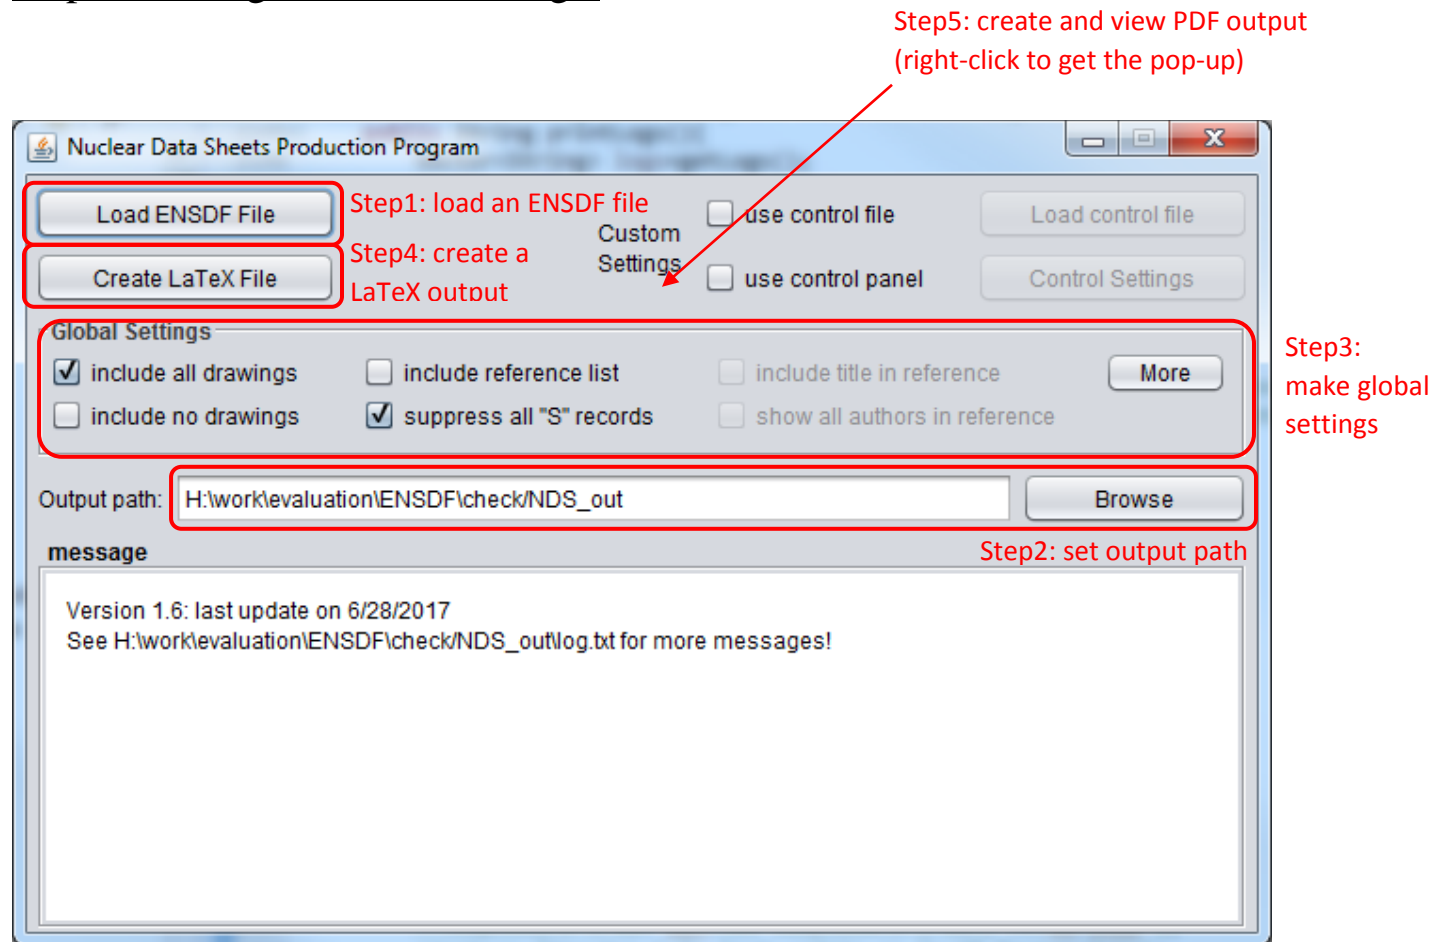 Step5: create and view PDF output
(right-click to get the pop-up)
Nuclear Data Sheets Production Program
Load ENSDF File
Step1: load an ENSDF file
Custom
Settings
use control file
Load control file
Create LaTeX File
Step4: create a
LaTeX output
use control panel
Control Settings
Global Settings
include all drawings
include reference list
include title in reference
More
include no drawings
suppress all "S" records
show all authors in reference
Step3:
make global
settings
Output path:
H:\work\evaluation\ENSDF\check/NDS_out
Browse
Step2: set output path
message
Version 1.6: last update on 6/28/2017
See H:\work\evaluation\ENSDF\check/NDS_out\log.txt for more messages!